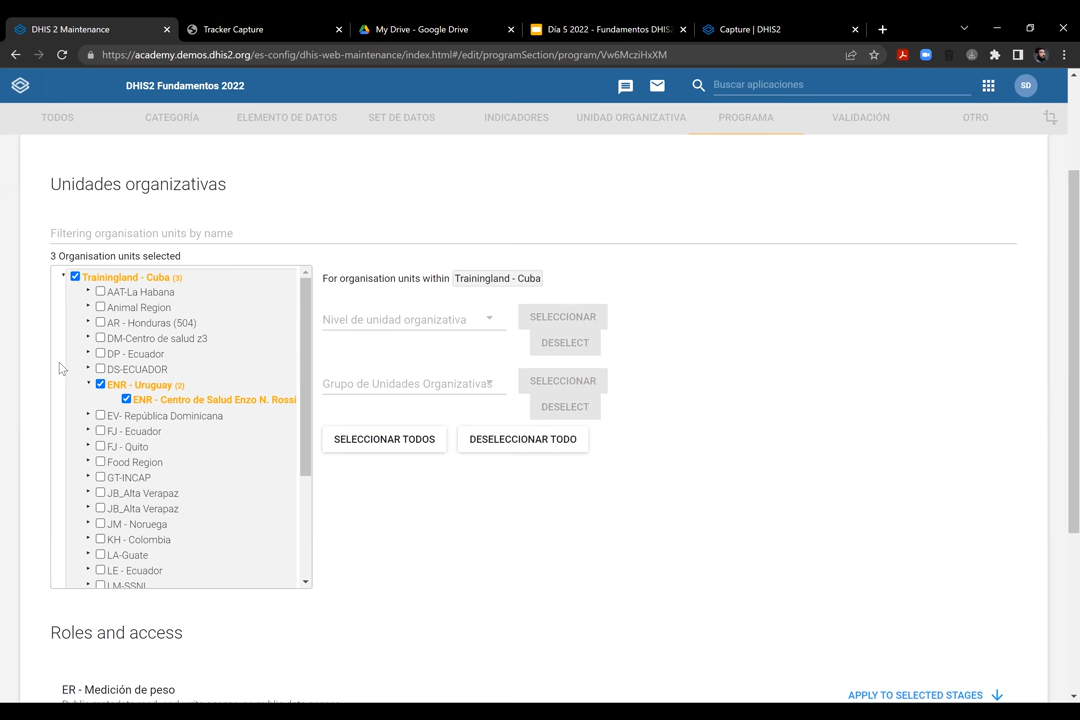 DHIS 2 Maintenance
Tracker Capture
My Drive - Google Drive
Día 5 2022 - Fundamentos DHIS2
Capture | DHIS2
https://academy.demos.dhis2.org/es-config/dhis-web-maintenance/index.html#/edit/programSection/program/Vw6McziHxXM
DHIS2 Fundamentos 2022
Buscar aplicaciones
SD
TODOS
CATEGORÍA
ELEMENTO DE DATOS
SET DE DATOS
INDICADORES
UNIDAD ORGANIZATIVA
PROGRAMA
VALIDACIÓN
OTRO
Unidades organizativas
Filtering organisation units by name
3 Organisation units selected
Trainingland - Cuba (3)
AAT-La Habana
Animal Region
AR - Honduras (504)
DM-Centro de salud z3
DP - Ecuador
DS-ECUADOR
ENR - Uruguay (2)
ENR - Centro de Salud Enzo N. Rossi
EV- República Dominicana
FJ - Ecuador
FJ - Quito
Food Region
GT-INCAP
JB_Alta Verapaz
JB_Alta Verapaz
JM - Noruega
KH - Colombia
LA-Guate
LE - Ecuador
LM-SSNL
For organisation units within Trainingland - Cuba
Nivel de unidad organizativa
SELECCIONAR
DESELECT
Grupo de Unidades Organizativas
SELECCIONAR
DESELECT
SELECCIONAR TODOS
DESELECCIONAR TODO
Roles and access
ER - Medición de peso
APPLY TO SELECTED STAGES